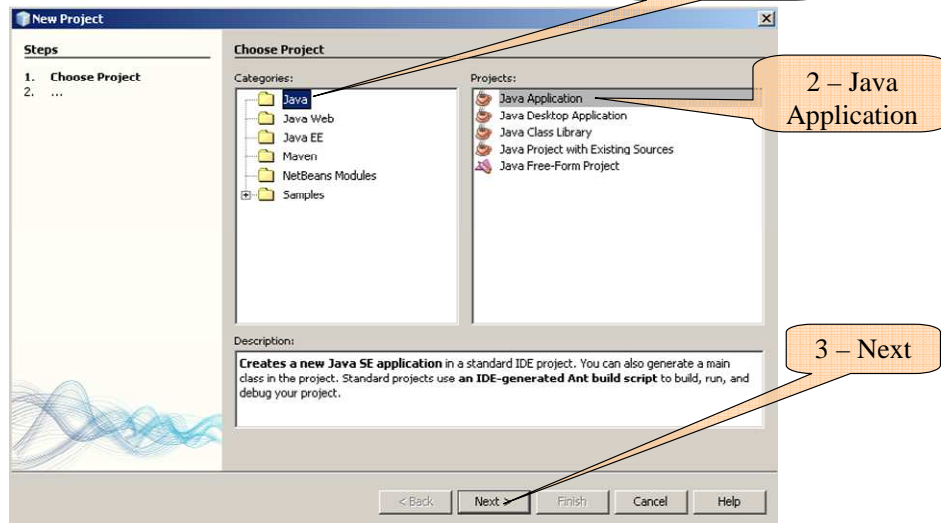 New Project
Steps
1. Choose Project
2. ...
Choose Project
Categories:
Java
Java Web
Java EE
Maven
NetBeans Modules
Samples
Projects:
Java Application
Java Desktop Application
Java Class Library
Java Project with Existing Sources
Java Free-Form Project
2 – Java
Application
Description:
Creates a new Java SE application in a standard IDE project. You can also generate a main
class in the project. Standard projects use an IDE-generated Ant build script to build, run, and
debug your project.
3 – Next
< Back Next > Finish Cancel Help